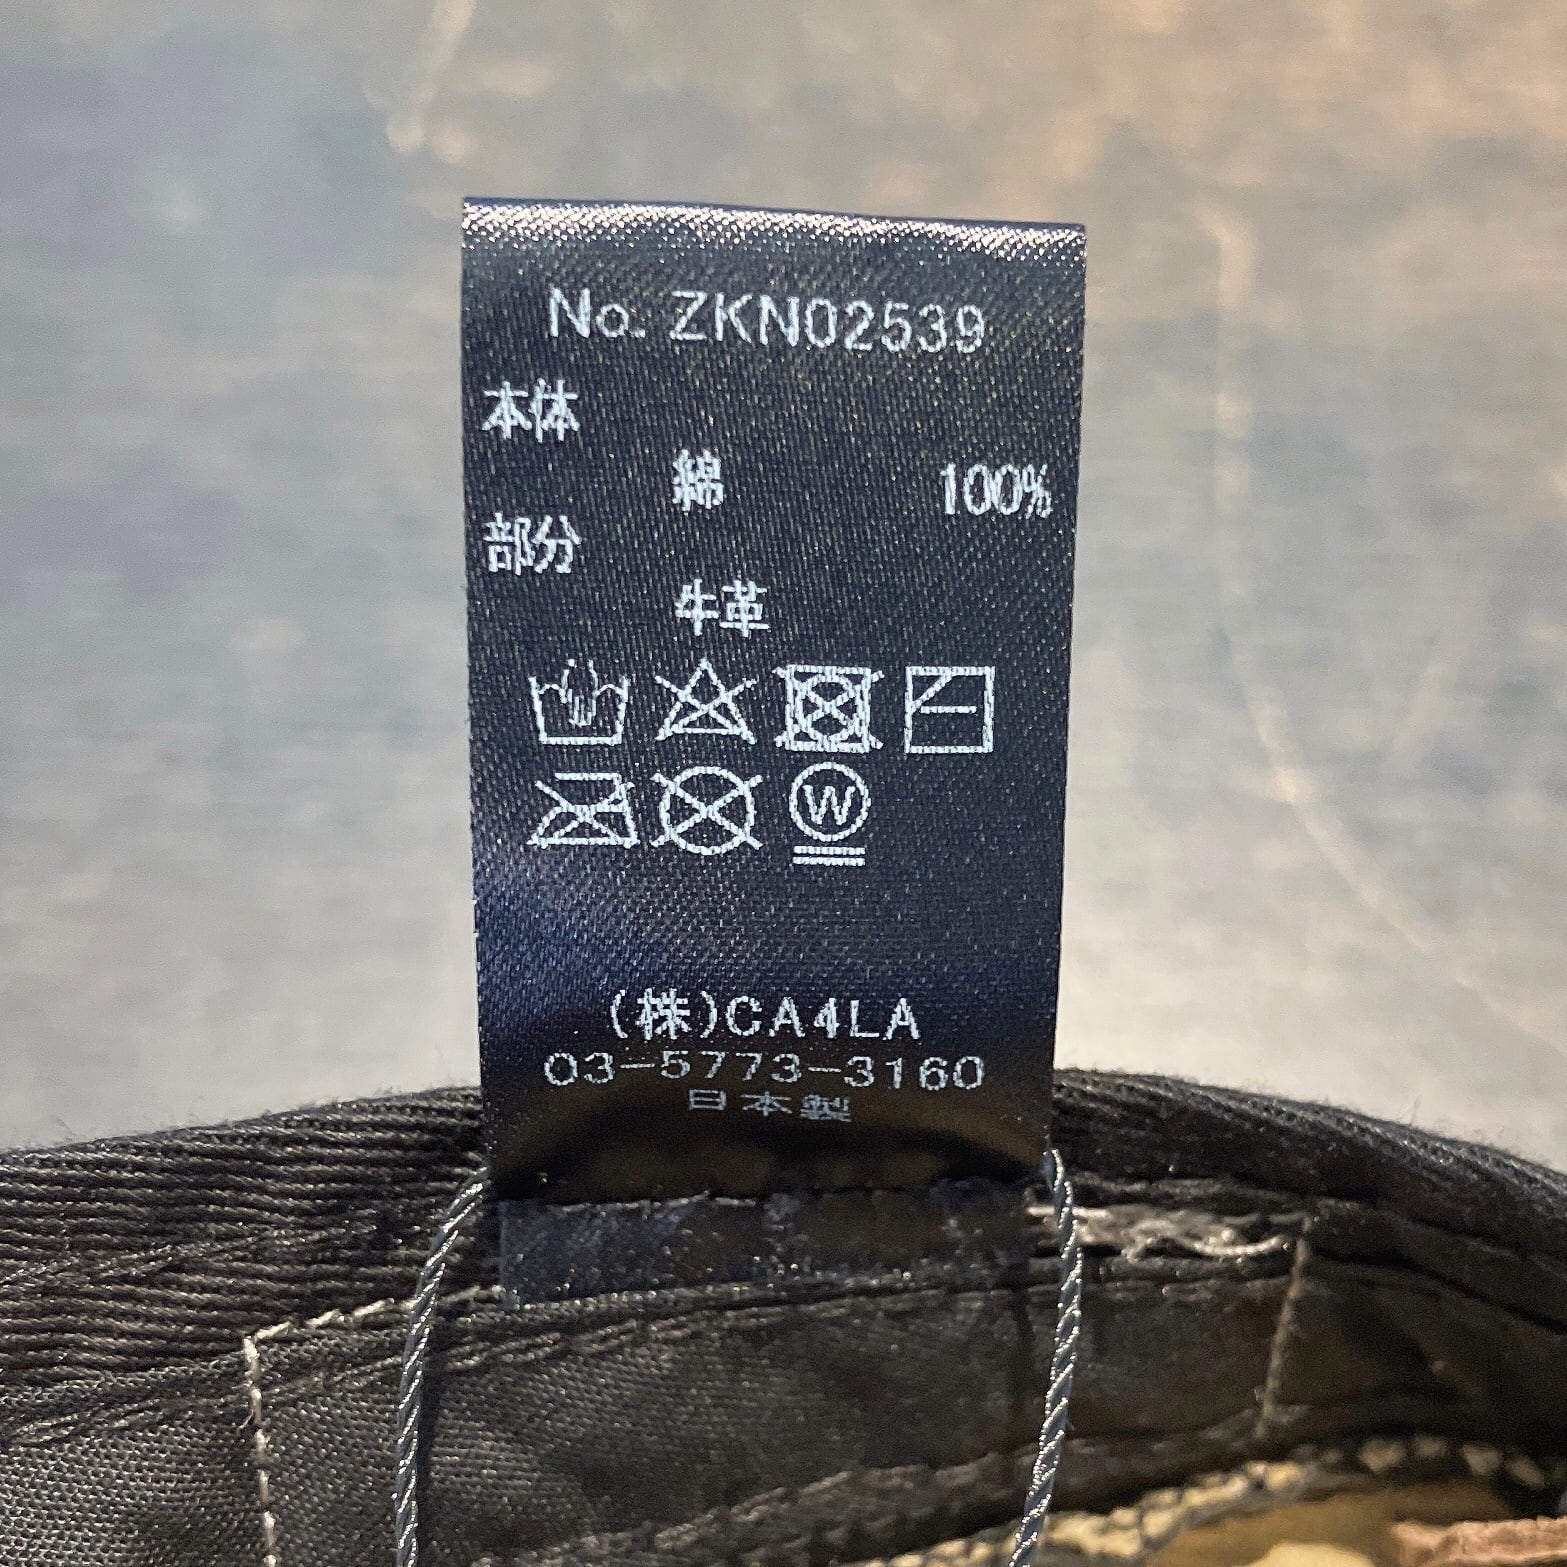 No. ZKN02539
本体
綿 100%
部分
牛革
W
(株)CA4LA
03-5773-3160
日本製